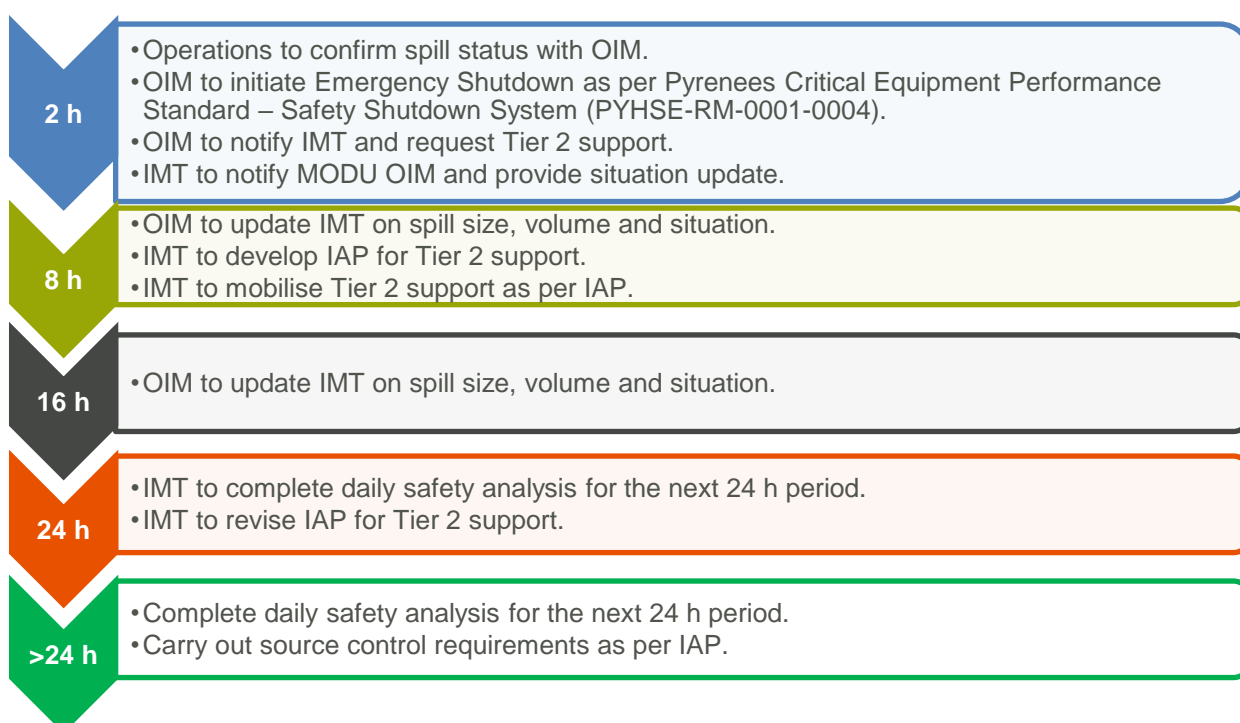 2 h
•Operations to confirm spill status with OIM.
•OIM to initiate Emergency Shutdown as per Pyrenees Critical Equipment Performance
Standard – Safety Shutdown System (PYHSE-RM-0001-0004).
•OIM to notify IMT and request Tier 2 support.
•IMT to notify MODU OIM and provide situation update.
8 h
•OIM to update IMT on spill size, volume and situation.
•IMT to develop IAP for Tier 2 support.
•IMT to mobilise Tier 2 support as per IAP.
16 h
•OIM to update IMT on spill size, volume and situation.
24 h
•IMT to complete daily safety analysis for the next 24 h period.
•IMT to revise IAP for Tier 2 support.
>24 h
•Complete daily safety analysis for the next 24 h period.
•Carry out source control requirements as per IAP.